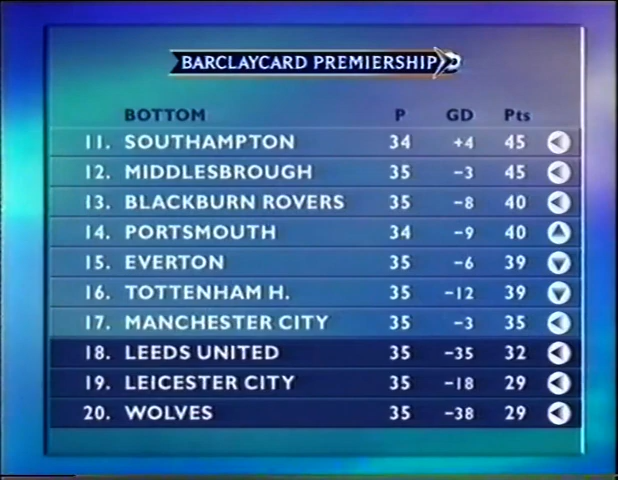 BARCLAYCARD PREMIERSHIP
BOTTOM P GD Pts
11. SOUTHAMPTON 34 +4 45
12. MIDDLESBROUGH 35 -3 45
13. BLACKBURN ROVERS 35 -8 40
14. PORTSMOUTH 34 -9 40
15. EVERTON 35 -6 39
16. TOTTENHAM H. 35 -12 39
17. MANCHESTER CITY 35 -3 35
18. LEEDS UNITED 35 -35 32
19. LEICESTER CITY 35 -18 29
20. WOLVES 35 -38 29